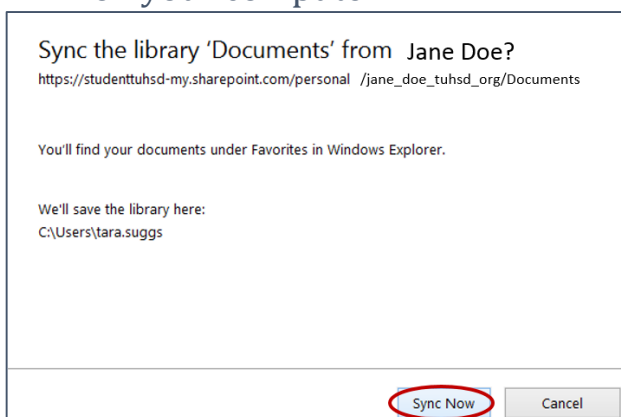 Sync the library 'Documents' from Jane Doe?
https://studenttuhsd-my.sharepoint.com/personal /jane_doe_tuhsd_org/Documents
You'll find your documents under Favorites in Windows Explorer.
We'll save the library here:
C:\Users\tara.suggs
Sync Now Cancel